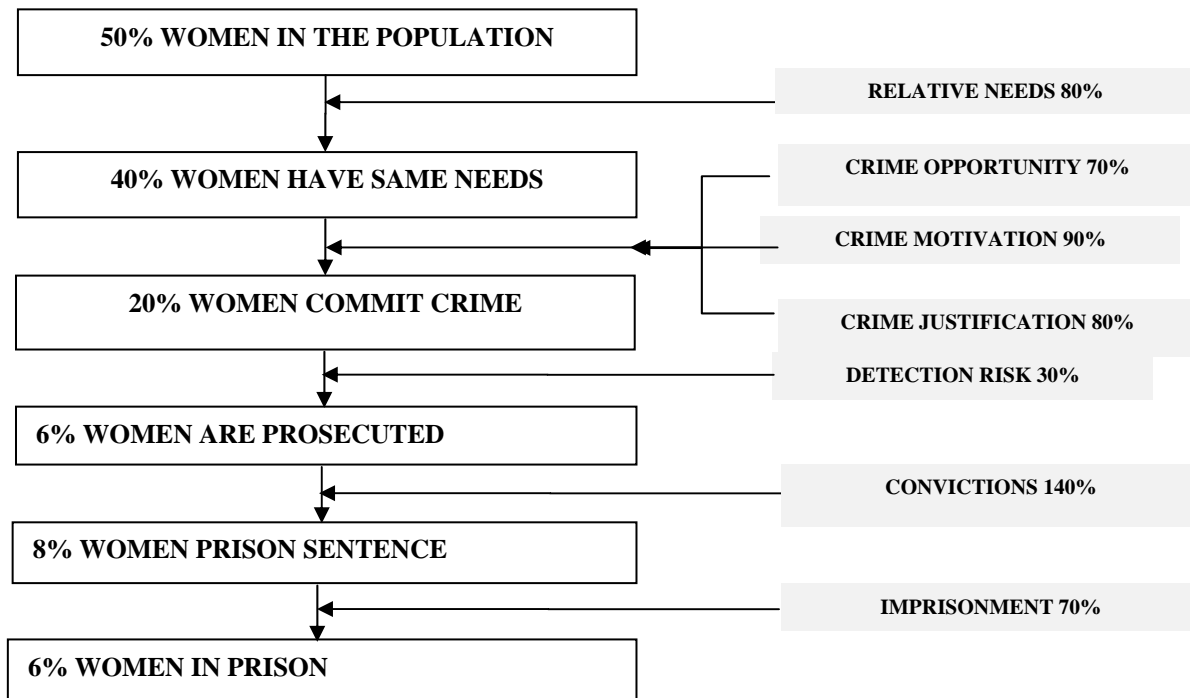 50% WOMEN IN THE POPULATION
RELATIVE NEEDS 80%
40% WOMEN HAVE SAME NEEDS
CRIME OPPORTUNITY 70%
CRIME MOTIVATION 90%
20% WOMEN COMMIT CRIME
CRIME JUSTIFICATION 80%
DETECTION RISK 30%
6% WOMEN ARE PROSECUTED
CONVICTIONS 140%
8% WOMEN PRISON SENTENCE
IMPRISONMENT 70%
6% WOMEN IN PRISON